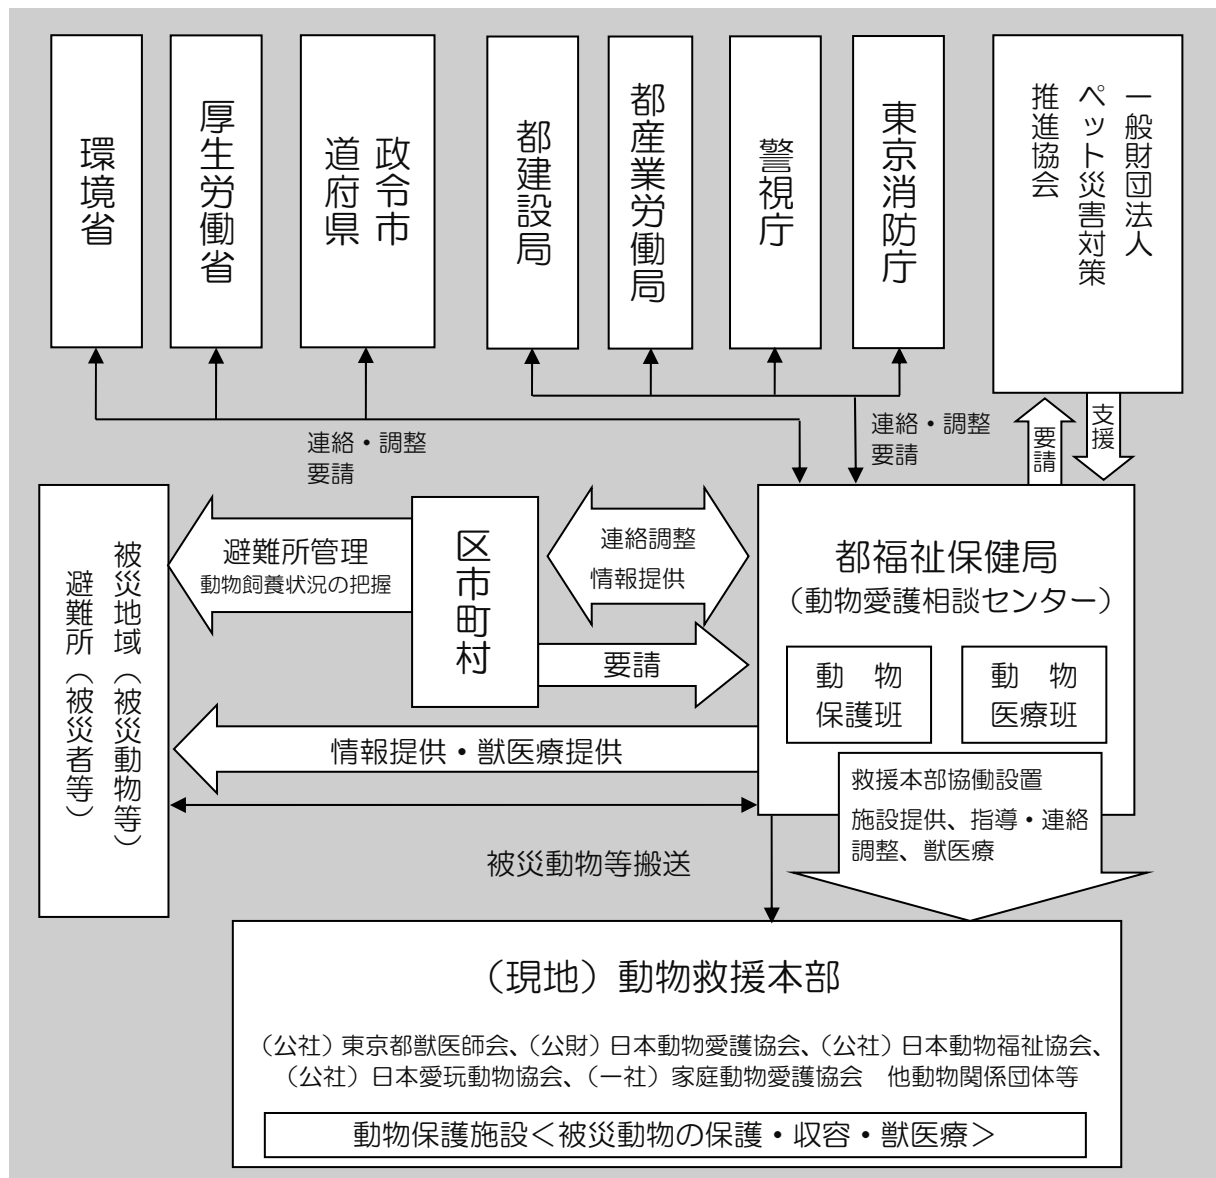 環境省
厚生労働省
政令市
道府県
都建設局
都産業労働局
警視庁
東京消防庁
一般財団法人
ペット災害対策
推進協会
連絡・調整
要請
連絡・調整
要請
要請
支援
被災地域（被災動物等）
避難所（被災者等）
避難所管理
動物飼養状況の把握
区市町村
連絡調整
情報提供
要請
都福祉保健局
（動物愛護相談センター）
動　物
保護班
動　物
医療班
情報提供・獣医療提供
救援本部協働設置
施設提供、指導・連絡
調整、獣医療
被災動物等搬送
（現地）動物救援本部
（公社）東京都獣医師会、（公財）日本動物愛護協会、（公社）日本動物福祉協会、
（公社）日本愛玩動物協会、（一社）家庭動物愛護協会　他動物関係団体等
動物保護施設＜被災動物の保護・収容・獣医療＞